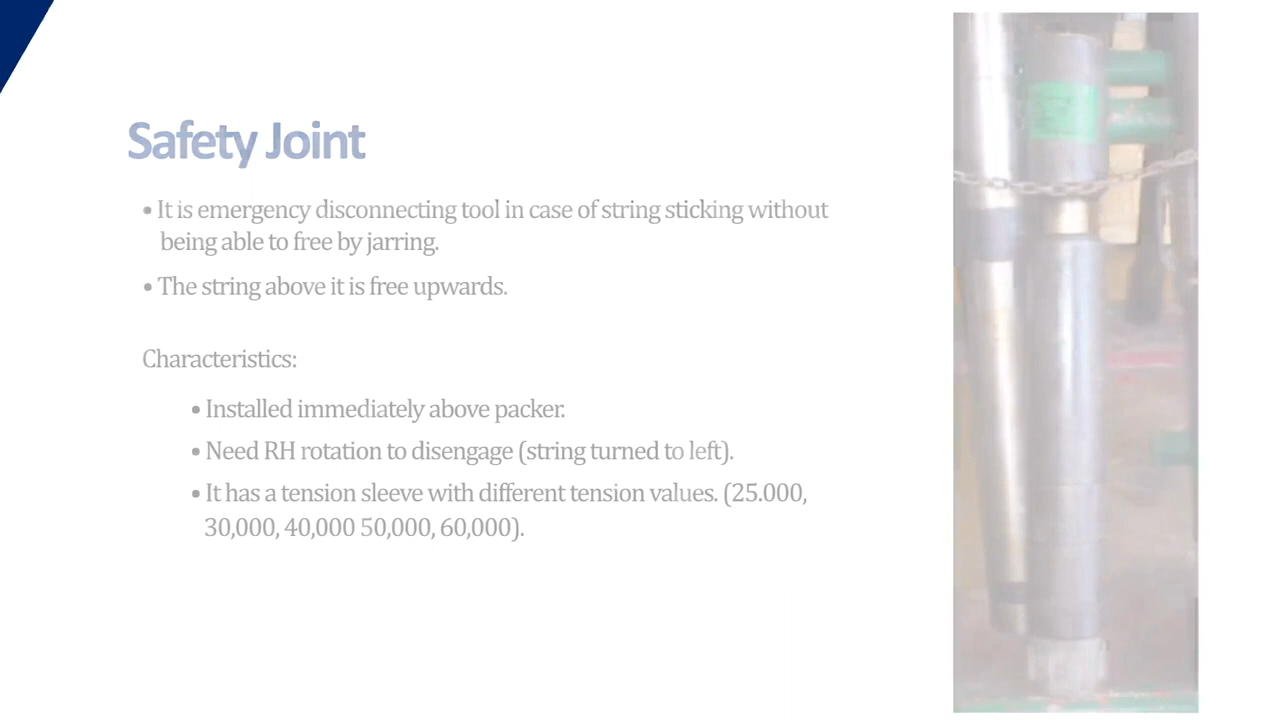 Safety Joint
• It is emergency disconnecting tool in case of string sticking without
being able to free by jarring.
• The string above it is free upwards.
Characteristics:
• Installed immediately above packer.
• Need RH rotation to disengage (string turned to left).
• It has a tension sleeve with different tension values. (25.000,
30,000, 40,000 50,000, 60,000).